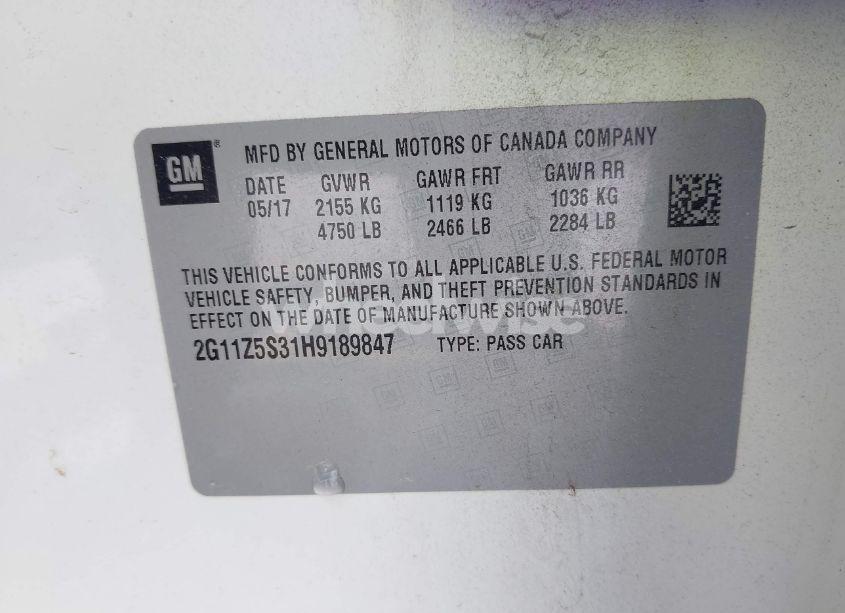 GM ®
MFD BY GENERAL MOTORS OF CANADA COMPANY
DATE GVWR GAWR FRT GAWR RR
05/17 2155 KG 1119 KG 1036 KG
4750 LB 2466 LB 2284 LB
THIS VEHICLE CONFORMS TO ALL APPLICABLE U.S. FEDERAL MOTOR
VEHICLE SAFETY, BUMPER, AND THEFT PREVENTION STANDARDS IN
EFFECT ON THE DATE OF MANUFACTURE SHOWN ABOVE.
wheelwise
2G11Z5S31H9189847 TYPE: PASS CAR